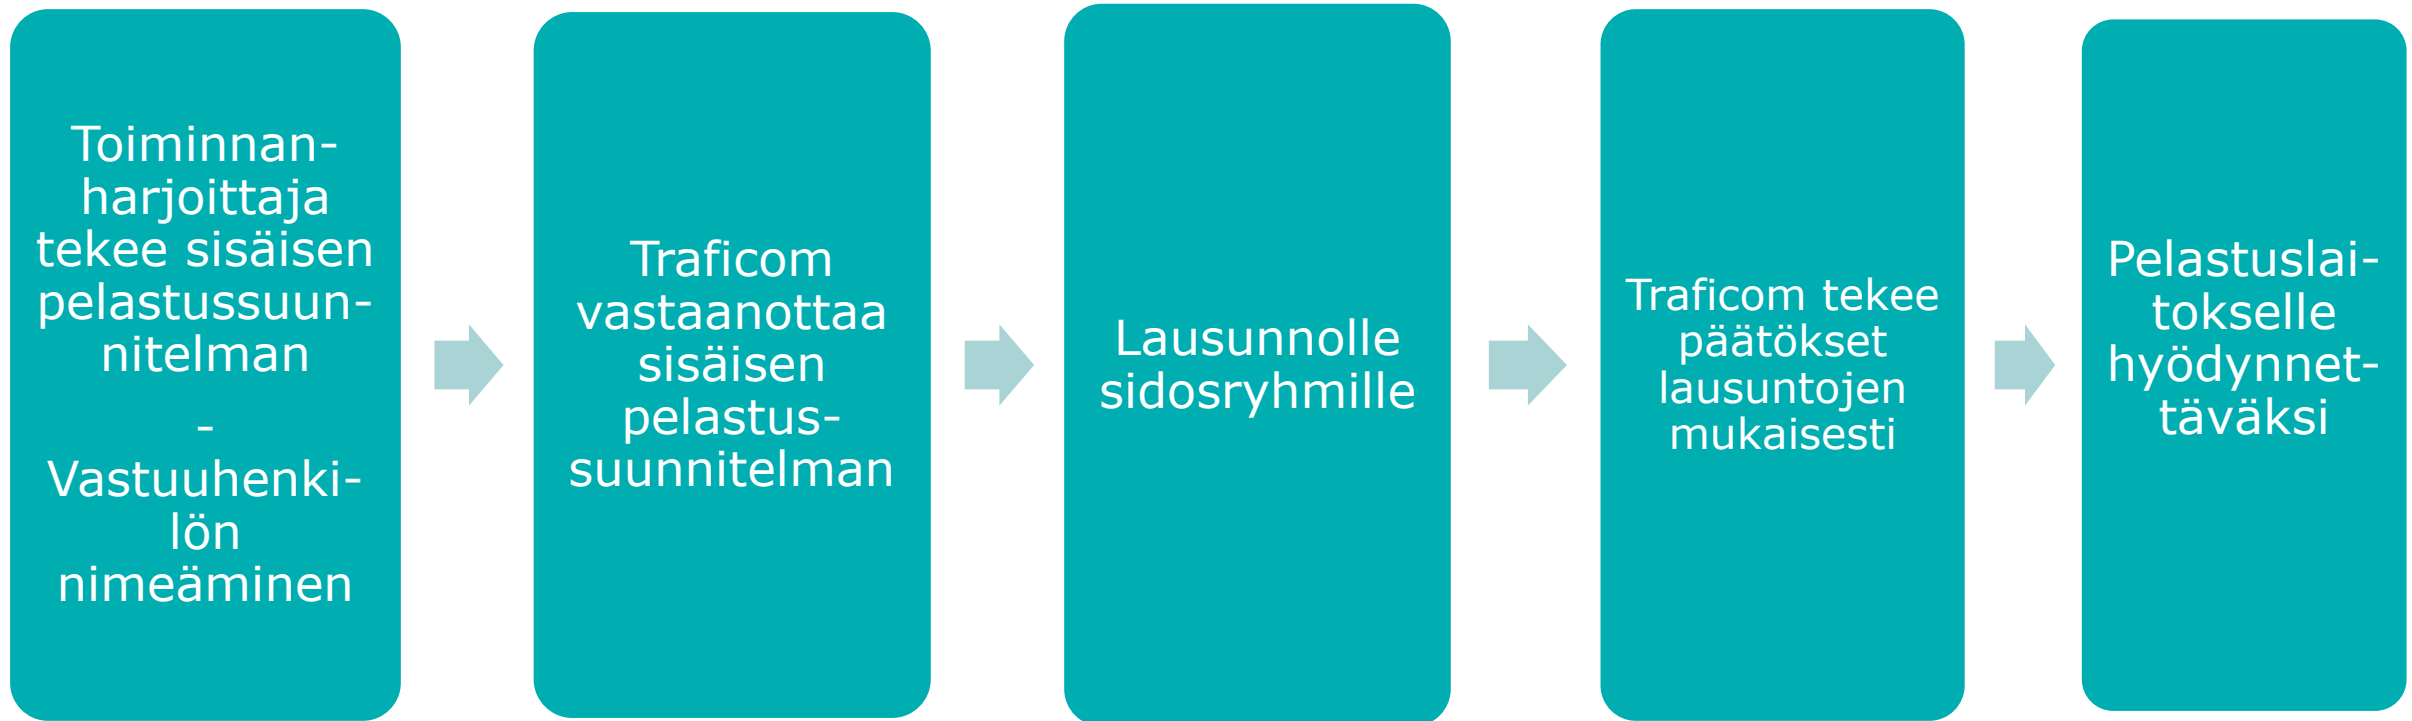 Toiminnan-
harjoittaja
tekee sisäisen
pelastussuun-
nitelman
-
Vastuuhenki-
lön
nimeäminen
Traficom
vastaanottaa
sisäisen
pelastus-
suunnitelman
Lausunnolle
sidosryhmille
Traficom tekee
päätökset
lausuntojen
mukaisesti
Pelastuslai-
tokselle
hyödynnet-
täväksi